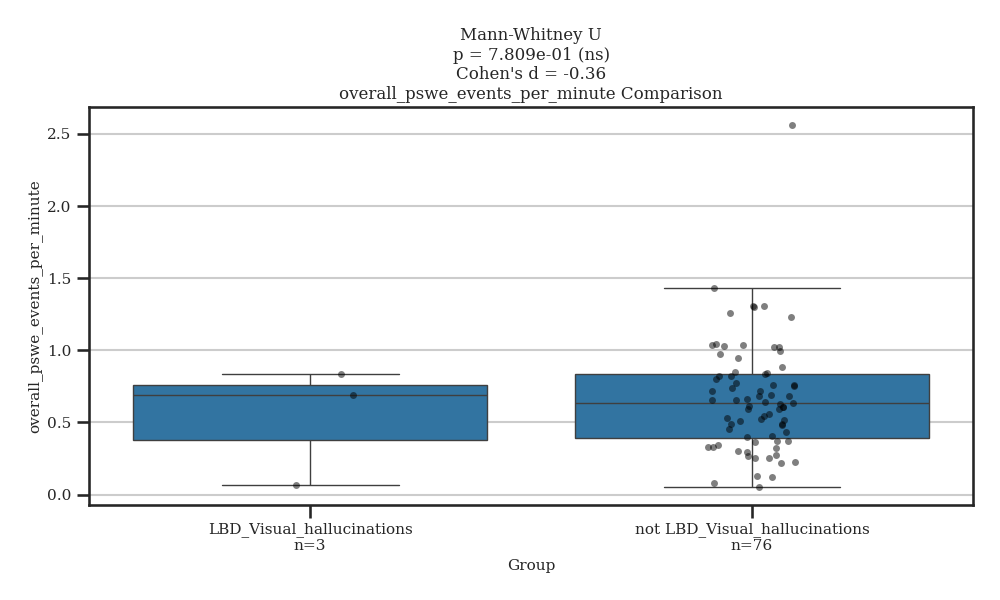 Mann-Whitney U
p = 7.809e-01 (ns)
Cohen's d = -0.36
overall_pswe_events_per_minute Comparison
overall_pswe_events_per_minute
2.5
2.0
1.5
1.0
0.5
0.0
LBD_Visual_hallucinations
n=3
not LBD_Visual_hallucinations
n=76
Group